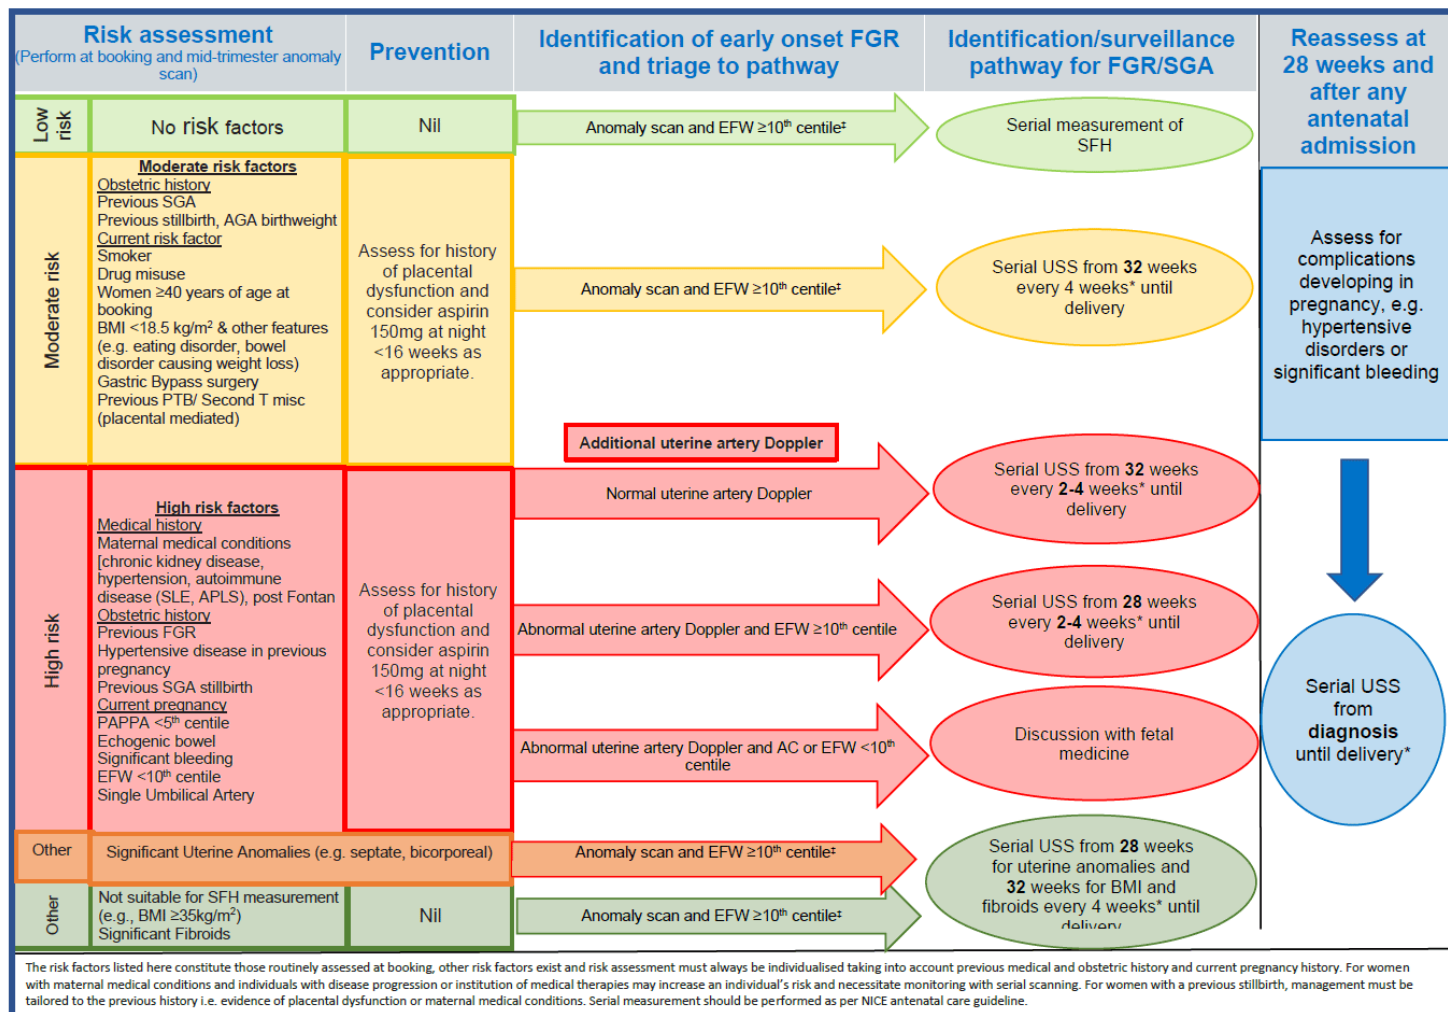 Risk assessment
(Perform at booking and mid-trimester anomaly
scan)
Prevention
Identification of early onset FGR
and triage to pathway
Identification/surveillance
pathway for FGR/SGA
Reassess at
28 weeks and
after any
antenatal
admission
Low
risk
No risk factors
Nil
Anomaly scan and EFW ≥10th centile‡
Serial measurement of
SFH
Moderate risk
Moderate risk factors
Obstetric history
Previous SGA
Previous stillbirth, AGA birthweight
Current risk factor
Smoker
Drug misuse
Women ≥40 years of age at
booking
BMI <18.5 kg/m² & other features
(e.g. eating disorder, bowel
disorder causing weight loss)
Gastric Bypass surgery
Previous PTB/ Second T misc
(placental mediated)
Assess for history
of placental
dysfunction and
consider aspirin
150mg at night
<16 weeks as
appropriate.
Anomaly scan and EFW ≥10th centile‡
Serial USS from 32 weeks
every 4 weeks* until
delivery
Assess for
complications
developing in
pregnancy, e.g.
hypertensive
disorders or
significant bleeding
High risk
High risk factors
Medical history
Maternal medical conditions
[chronic kidney disease,
hypertension, autoimmune
disease (SLE, APLS), post Fontan
Obstetric history
Previous FGR
Hypertensive disease in previous
pregnancy
Previous SGA stillbirth
Current pregnancy
PAPPA <5th centile
Echogenic bowel
Significant bleeding
EFW <10th centile
Single Umbilical Artery
Assess for history
of placental
dysfunction and
consider aspirin
150mg at night
<16 weeks as
appropriate.
Additional uterine artery Doppler
Normal uterine artery Doppler
Serial USS from 32 weeks
every 2-4 weeks* until
delivery
Abnormal uterine artery Doppler and EFW ≥10th centile
Serial USS from 28 weeks
every 2-4 weeks* until
delivery
Abnormal uterine artery Doppler and AC or EFW <10th
centile
Discussion with fetal
medicine
Serial USS
from
diagnosis
until delivery*
Other
Significant Uterine Anomalies (e.g. septate, bicorporeal)
Anomaly scan and EFW ≥10th centile‡
Serial USS from 28 weeks
for uterine anomalies and
32 weeks for BMI and
fibroids every 4 weeks* until
delivery
Other
Not suitable for SFH measurement
(e.g., BMI ≥35kg/m²)
Significant Fibroids
Nil
Anomaly scan and EFW ≥10th centile‡
The risk factors listed here constitute those routinely assessed at booking, other risk factors exist and risk assessment must always be individualised taking into account previous medical and obstetric history and current pregnancy history. For women
with maternal medical conditions and individuals with disease progression or institution of medical therapies may increase an individual's risk and necessitate monitoring with serial scanning. For women with a previous stillbirth, management must be
tailored to the previous history i.e. evidence of placental dysfunction or maternal medical conditions. Serial measurement should be performed as per NICE antenatal care guideline.